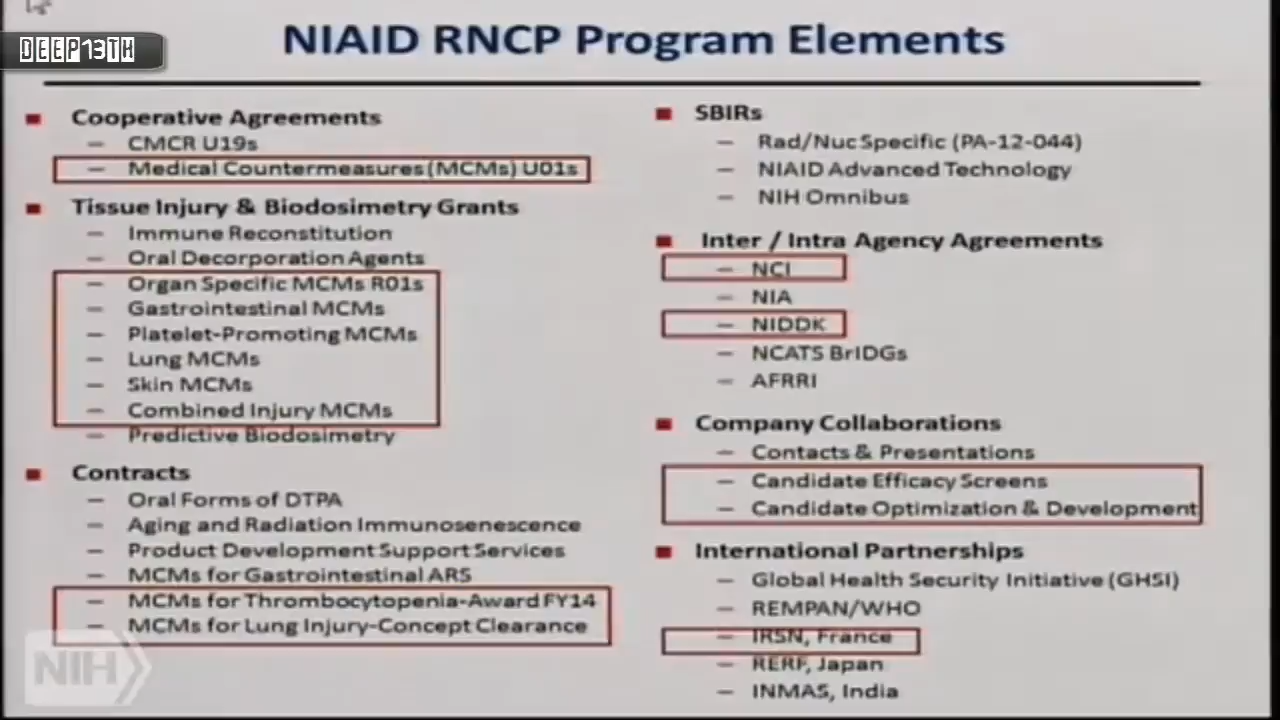 NIAID RNCP Program Elements
DEEP13TH
Cooperative Agreements
– CMCR U19s
– Medical Countermeasures (MCMs) U01s
Tissue Injury & Biodosimetry Grants
– Immune Reconstitution
– Oral Decorporation Agents
– Organ Specific MCMs R01s
– Gastrointestinal MCMs
– Platelet-Promoting MCMs
– Lung MCMs
– Skin MCMs
– Combined Injury MCMs
– Predictive Biodosimetry
Contracts
– Oral Forms of DTPA
– Aging and Radiation Immunosenescence
– Product Development Support Services
– MCMs for Gastrointestinal ARS
– MCMs for Thrombocytopenia-Award FY14
– MCMs for Lung Injury-Concept Clearance
SBIRs
– Rad/Nuc Specific (PA-12-044)
– NIAID Advanced Technology
– NIH Omnibus
Inter / Intra Agency Agreements
– NCI
– NIA
– NIDDK
– NCATS BrIDGs
– AFRRI
Company Collaborations
– Contacts & Presentations
– Candidate Efficacy Screens
– Candidate Optimization & Development
International Partnerships
– Global Health Security Initiative (GHSI)
– REMPAN/WHO
– IRSN, France
– RERF, Japan
– INMAS, India
NIH